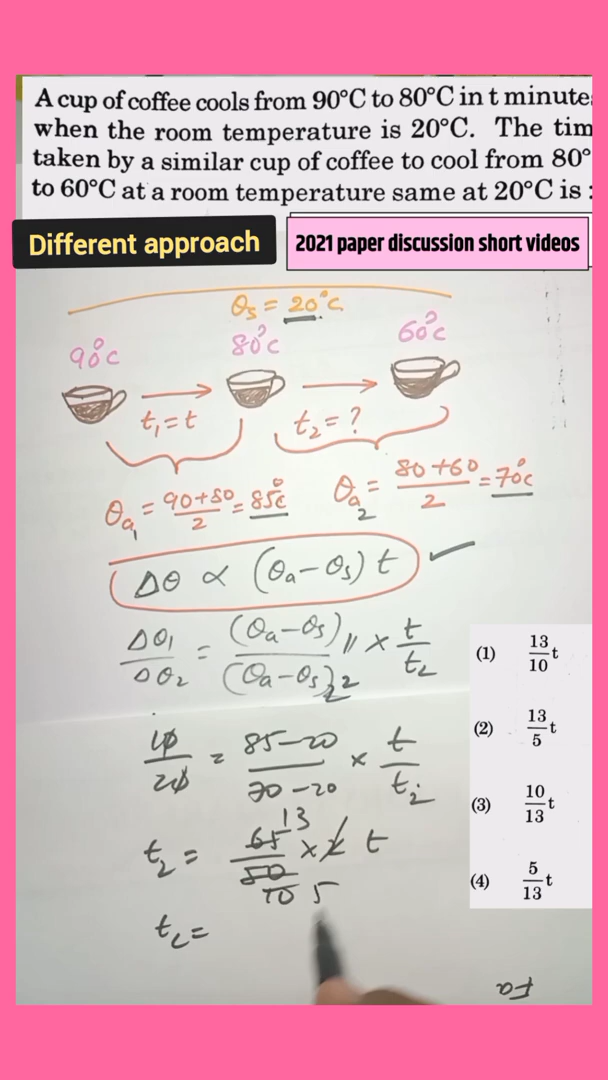 A cup of coffee cools from 90°C to 80°C in t minute
when the room temperature is 20°C. The tim
taken by a similar cup of coffee to cool from 80°
to 60°C at a room temperature same at 20°C is :
Different approach
2021 paper discussion short videos
θs = 20°C
90°C
80°C
60°C
t₁ = t
t₂ = ?
θa₁ = 90+80/2 = 85°C
θa₂ = 80+60/2 = 70°C
Δθ ∝ (θa − θs) t
Δθ1/Δθ2 = (θa−θs)₁/(θa−θs)₂ × t/t₂
10/20 = 85−20/70−20 × t/t₂
t₂ = 65/50 × 2 t
13
10 5
t₂ =
(1) 13/10 t
(2) 13/5 t
(3) 10/13 t
(4) 5/13 t